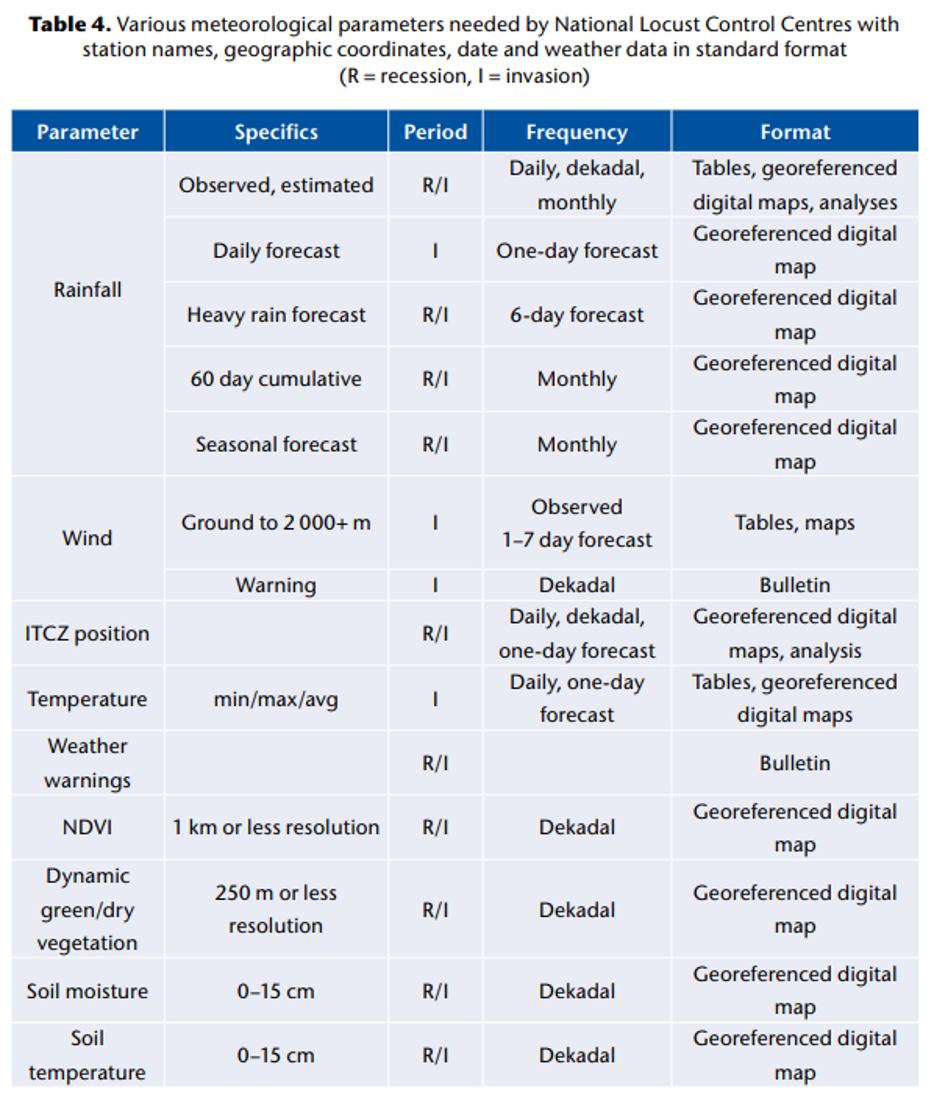 Table 4. Various meteorological parameters needed by National Locust Control Centres with
station names, geographic coordinates, date and weather data in standard format
(R = recession, I = invasion)
Parameter Specifics Period Frequency Format
Rainfall
Observed, estimated R/I Daily, dekadal, monthly Tables, georeferenced digital maps, analyses
Daily forecast I One-day forecast Georeferenced digital map
Heavy rain forecast R/I 6-day forecast Georeferenced digital map
60 day cumulative R/I Monthly Georeferenced digital map
Seasonal forecast R/I Monthly Georeferenced digital map
Wind
Ground to 2 000+ m I Observed 1–7 day forecast Tables, maps
Warning I Dekadal Bulletin
ITCZ position R/I Daily, dekadal, one-day forecast Georeferenced digital maps, analysis
Temperature min/max/avg I Daily, one-day forecast Tables, georeferenced digital maps
Weather warnings R/I Bulletin
NDVI 1 km or less resolution R/I Dekadal Georeferenced digital map
Dynamic green/dry vegetation 250 m or less resolution R/I Dekadal Georeferenced digital map
Soil moisture 0–15 cm R/I Dekadal Georeferenced digital map
Soil temperature 0–15 cm R/I Dekadal Georeferenced digital map